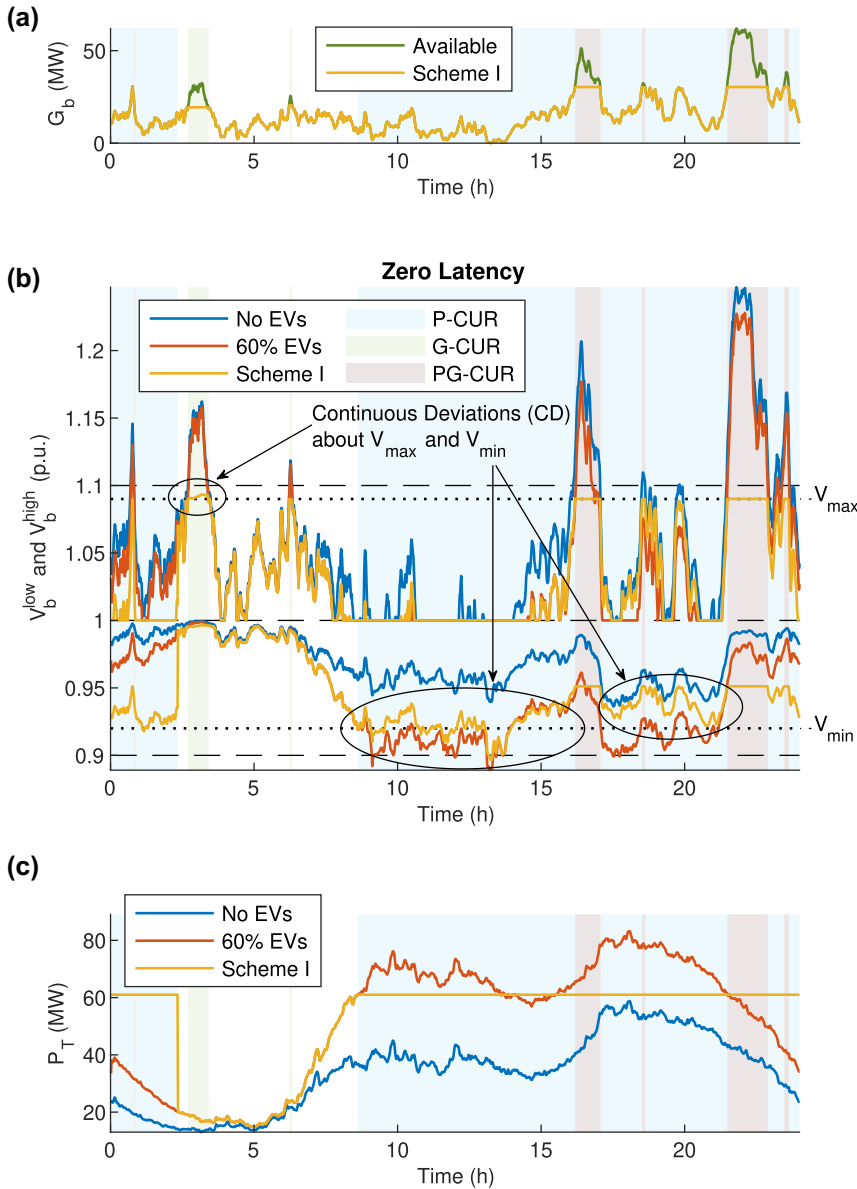 (a)
50
0
G_b (MW)
Available
Scheme I
0 5 10 15 20
Time (h)
(b)
Zero Latency
No EVs P-CUR
60% EVs G-CUR
Scheme I PG-CUR
Continuous Deviations (CD)
about V_max and V_min
1.2
1.15
1.1
1.05
1
0.95
0.9
V_b^low and V_b^high (p.u.)
V_max
V_min
0 5 10 15 20
Time (h)
(c)
No EVs
60% EVs
Scheme I
80
60
40
20
P_T (MW)
0 5 10 15 20
Time (h)